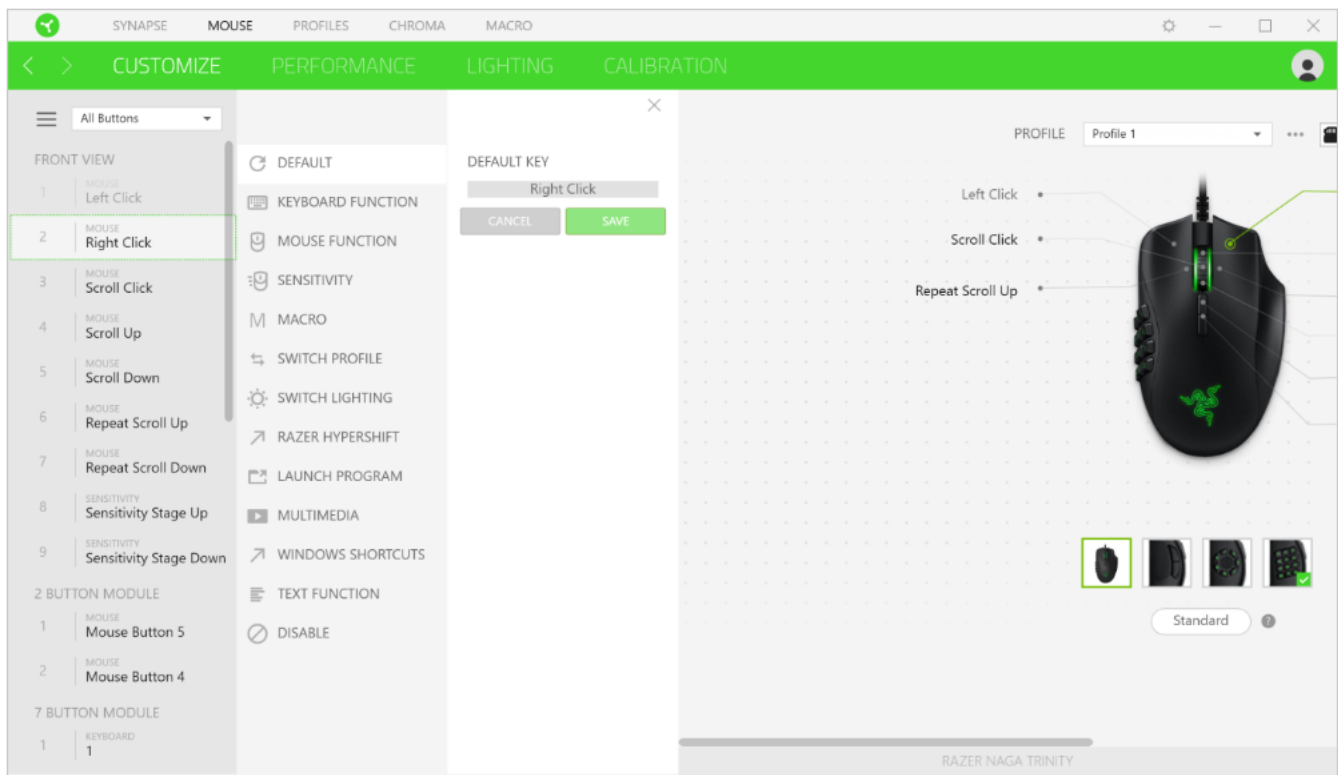 SYNAPSE MOUSE PROFILES CHROMA MACRO
CUSTOMIZE PERFORMANCE LIGHTING CALIBRATION
All Buttons
FRONT VIEW
1 MOUSE
Left Click
2 MOUSE
Right Click
3 MOUSE
Scroll Click
4 MOUSE
Scroll Up
5 MOUSE
Scroll Down
6 MOUSE
Repeat Scroll Up
7 MOUSE
Repeat Scroll Down
8 SENSITIVITY
Sensitivity Stage Up
9 SENSITIVITY
Sensitivity Stage Down
2 BUTTON MODULE
1 MOUSE
Mouse Button 5
2 MOUSE
Mouse Button 4
7 BUTTON MODULE
1 KEYBOARD
1
DEFAULT
KEYBOARD FUNCTION
MOUSE FUNCTION
SENSITIVITY
MACRO
SWITCH PROFILE
SWITCH LIGHTING
RAZER HYPERSHIFT
LAUNCH PROGRAM
MULTIMEDIA
WINDOWS SHORTCUTS
TEXT FUNCTION
DISABLE
DEFAULT KEY
Right Click
CANCEL SAVE
PROFILE Profile 1
Left Click
Scroll Click
Repeat Scroll Up
Standard ?
RAZER NAGA TRINITY